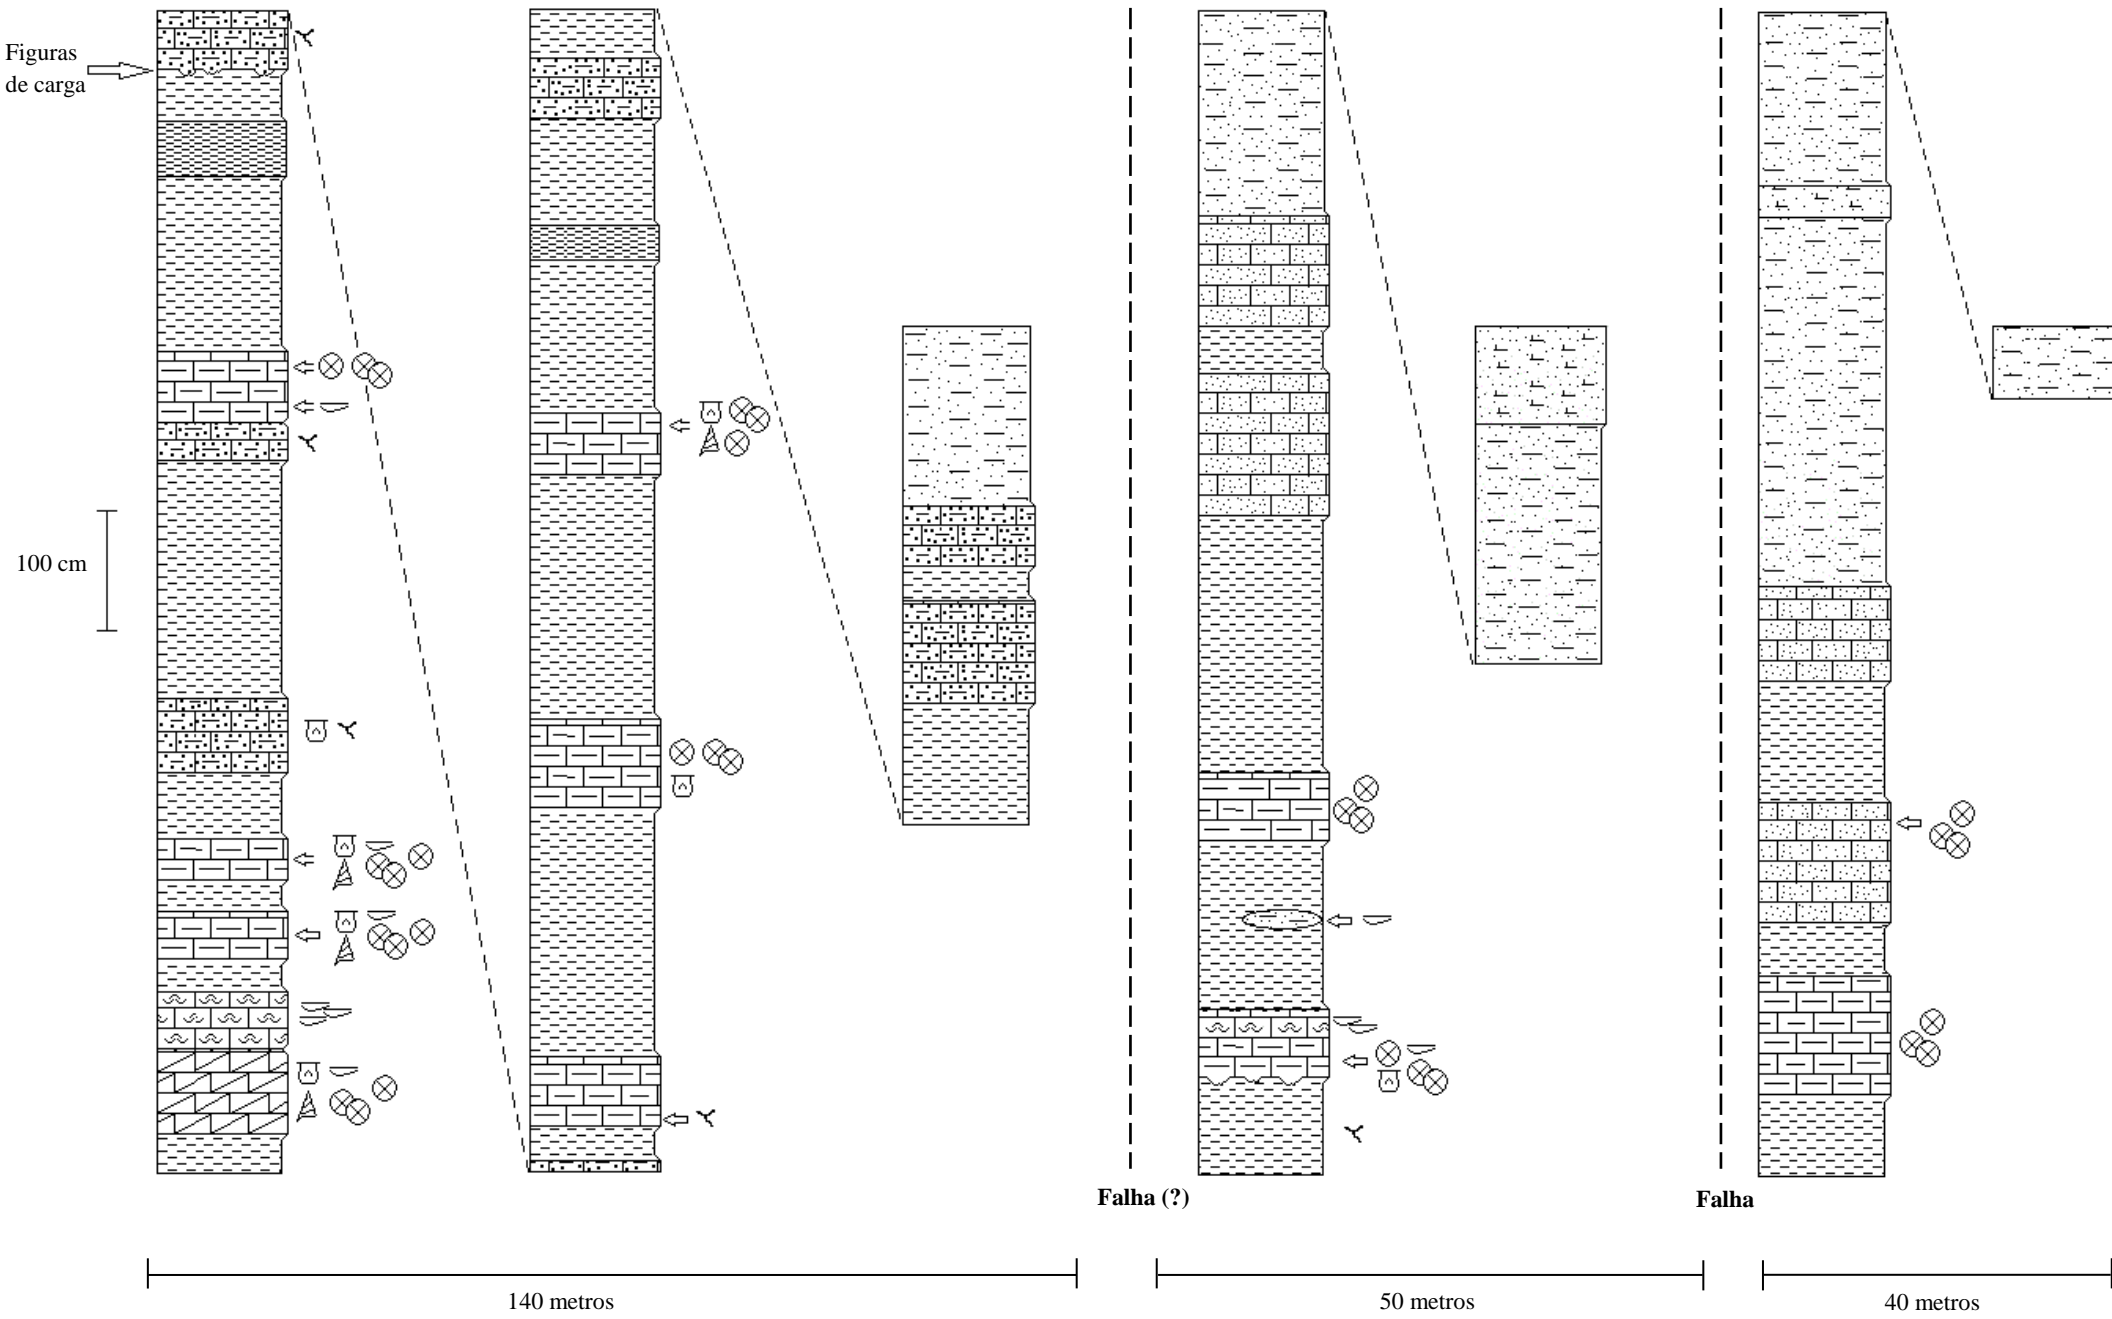 Figuras
de carga
100 cm
Falha (?)
Falha
140 metros
50 metros
40 metros